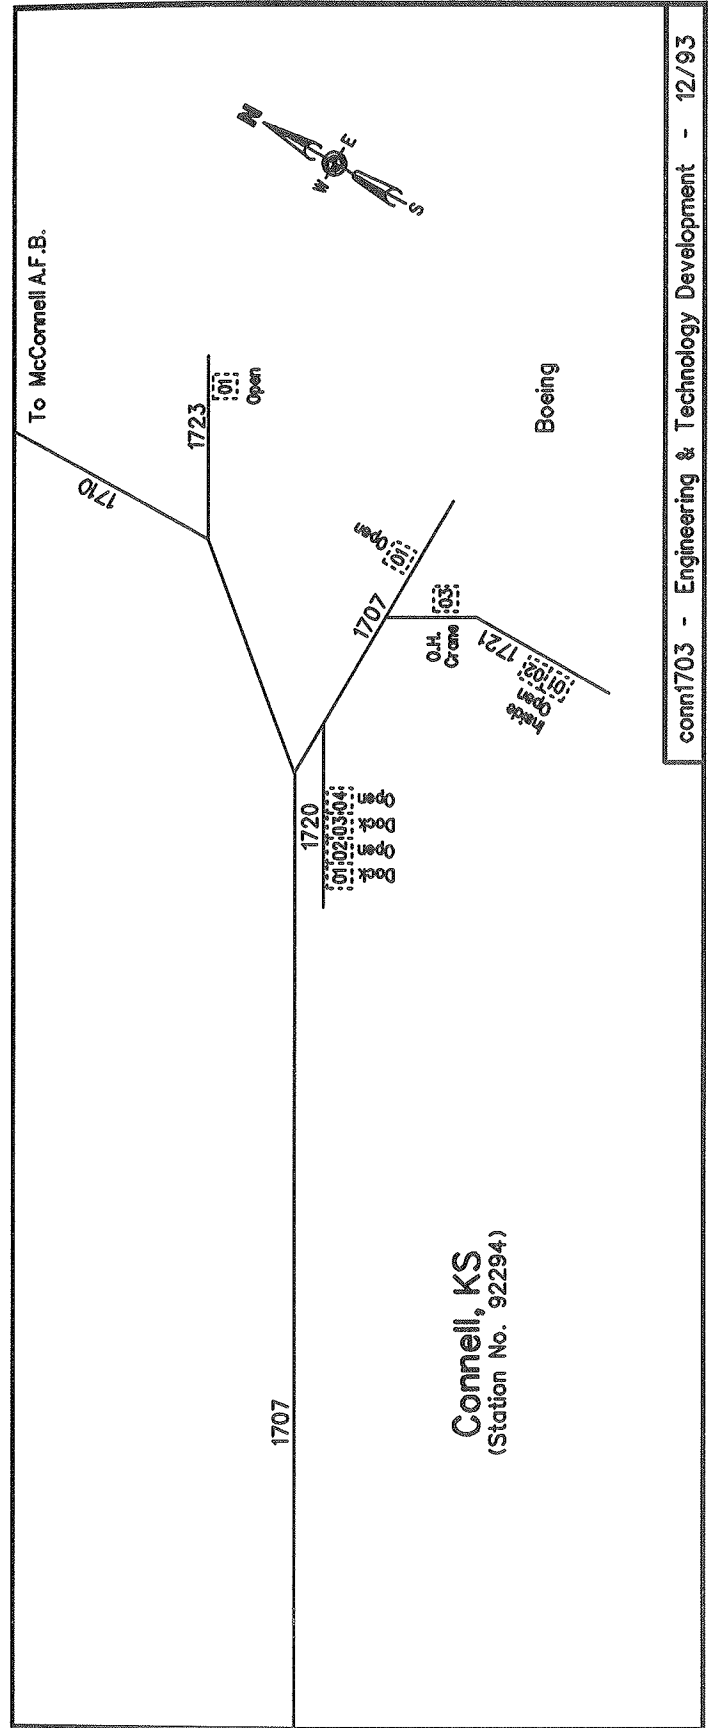 To McConnell A.F.B.
N
E
W
S
1710
1723
01
Open
Boeing
Open
01
1707
O.H.
Crane
03
1721
01 02
Open
Inside
1720
01 02 03 04
Dock
Open
Dock
Open
1707
Connell, KS
(Station No. 92294)
conn1703 - Engineering & Technology Development - 12/93